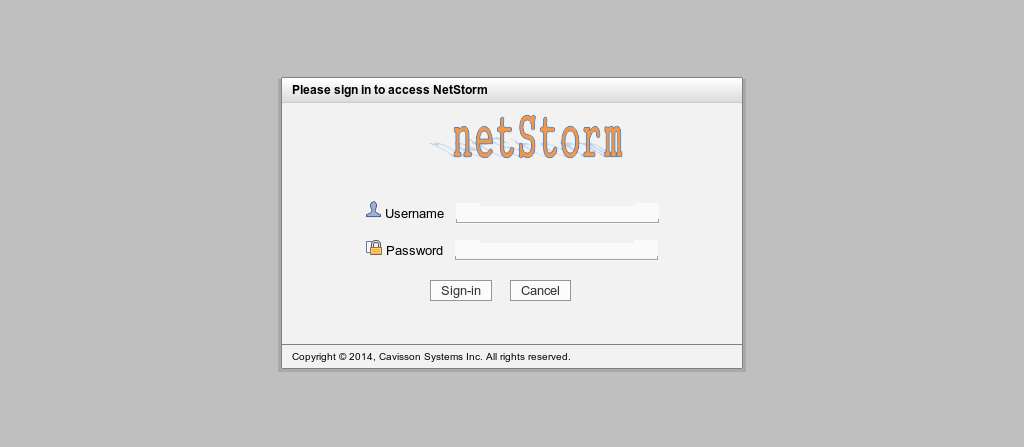 Please sign in to access NetStorm
netStorm
Username
Password
Sign-in Cancel
Copyright © 2014, Cavisson Systems Inc. All rights reserved.